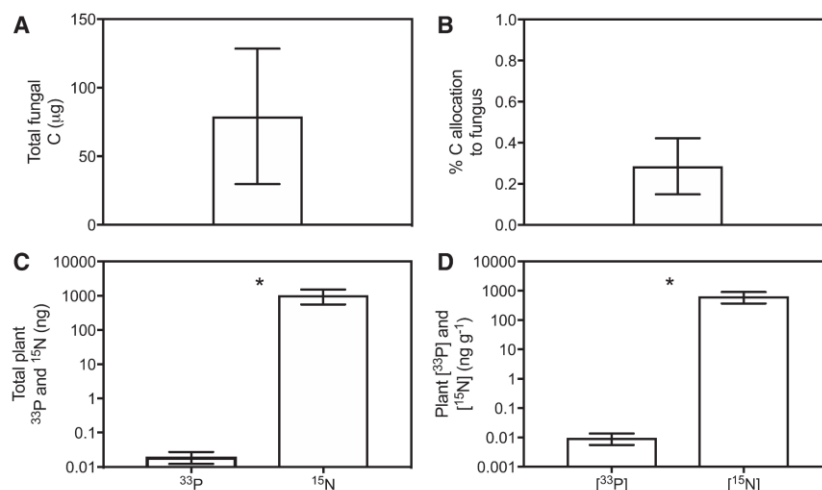 A
150
100
50
0
Total fungal
C (μg)
B
1.0
0.8
0.6
0.4
0.2
0.0
% C allocation
to fungus
C
10000
1000
100
10
1
0.1
0.01
Total plant
³³P and ¹⁵N (ng)
*
³³P ¹⁵N
D
10000
1000
100
10
1
0.1
0.01
0.001
Plant [³³P] and
[¹⁵N] (ng g⁻¹)
*
[³³P] [¹⁵N]